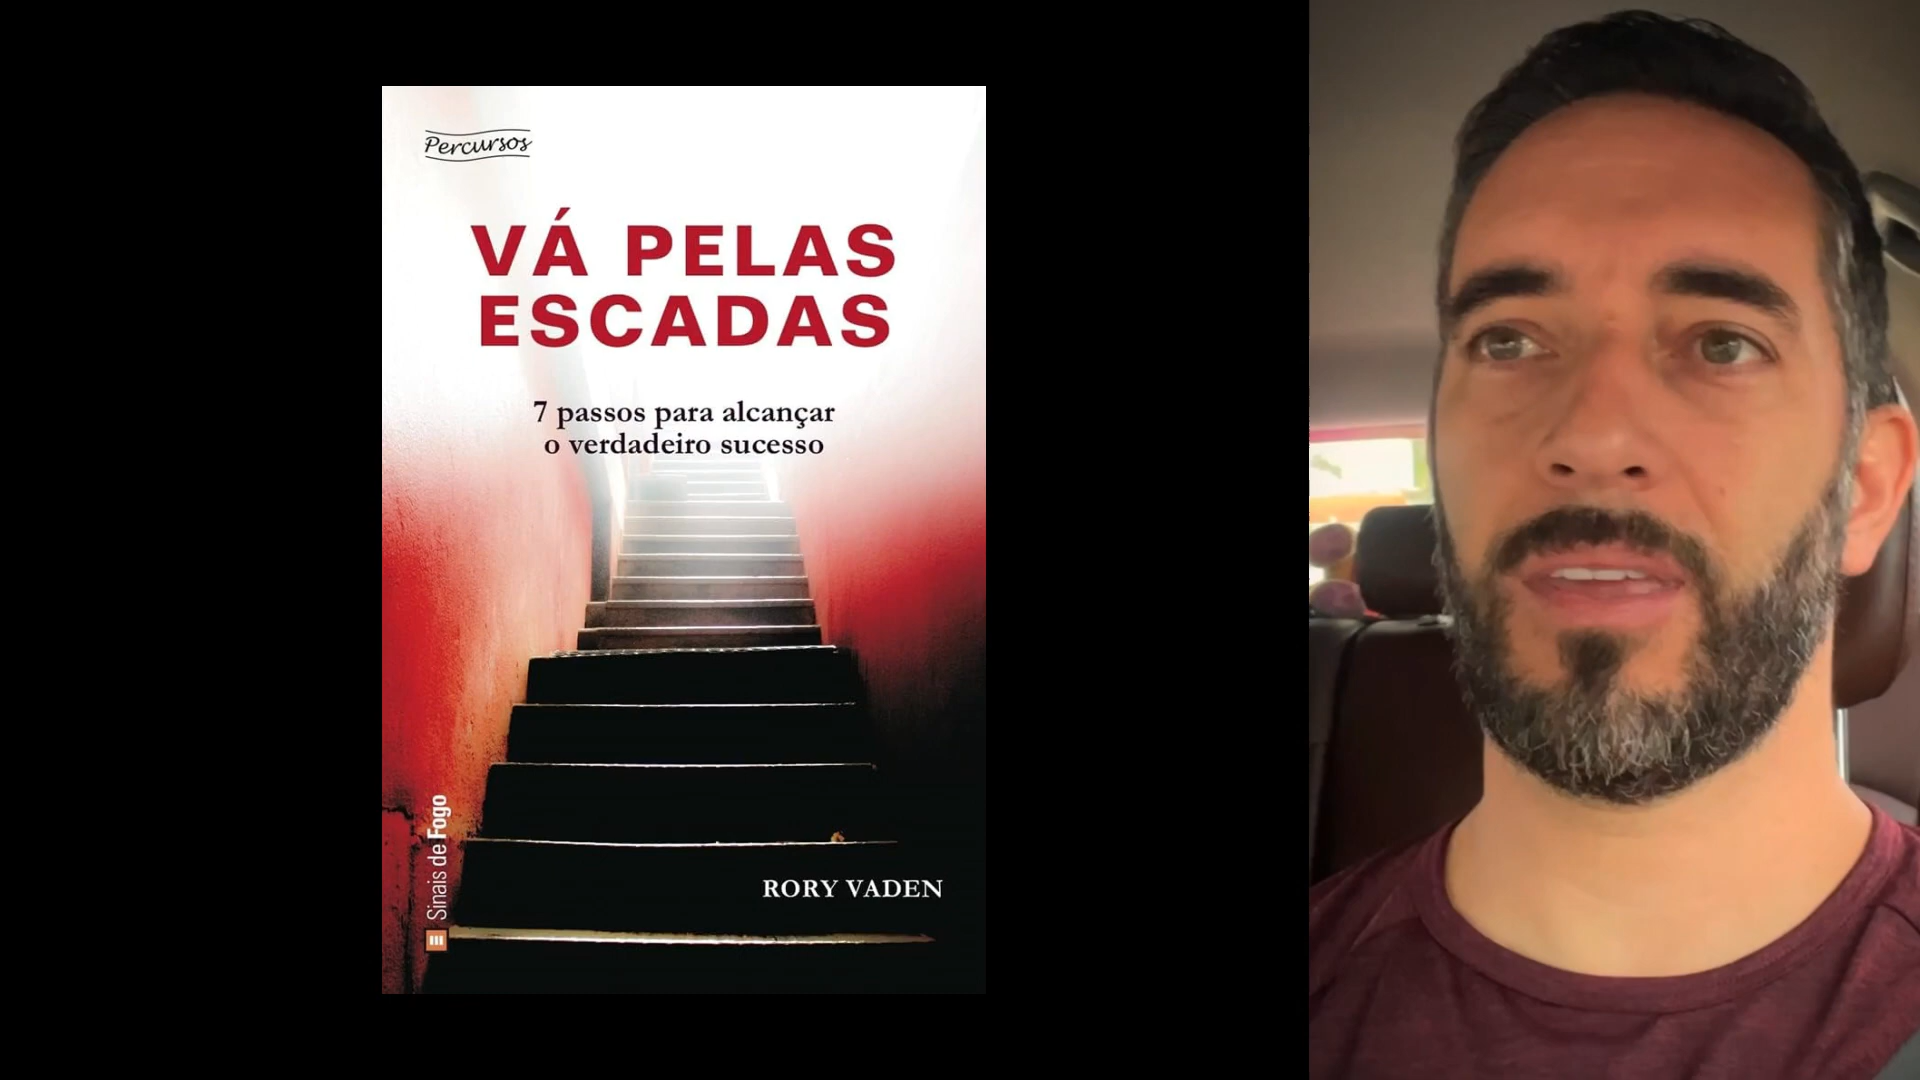 Percursos
VÁ PELAS
ESCADAS
7 passos para alcançar
o verdadeiro sucesso
Sinais de Fogo
RORY VADEN